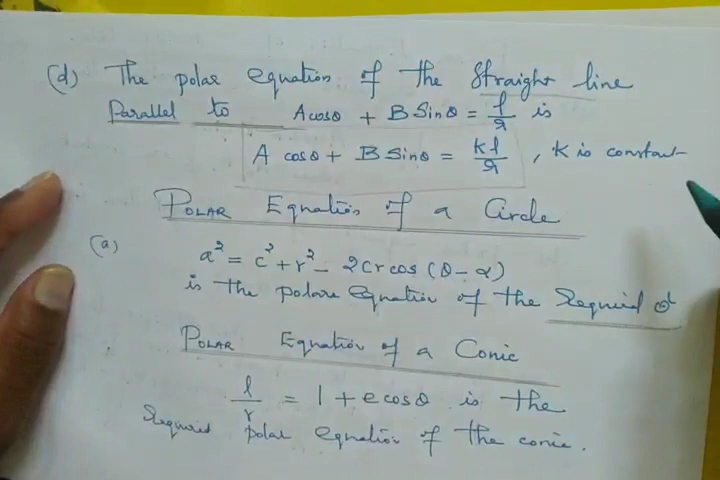 (d) The polar equation of the Straight line
Parallel to A cosθ + B Sinθ = l/r is
A cosθ + B Sinθ = kl/r , K is constant
POLAR Equation of a Circle
(a) a² = c² + r² - 2cr cos (θ - α)
is the polar equation of the Required
POLAR Equation of a Conic
l/r = 1 + e cosθ is the
Required polar equation of the conic.